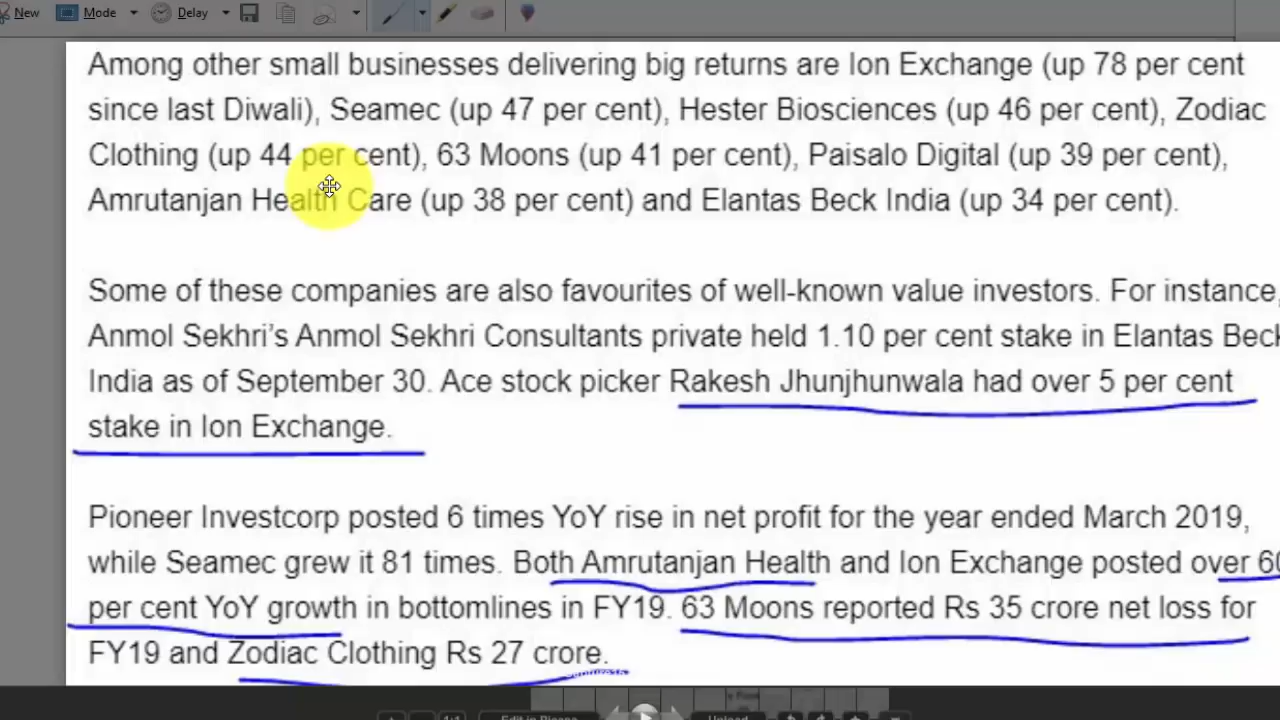 New Mode Delay
Among other small businesses delivering big returns are Ion Exchange (up 78 per cent
since last Diwali), Seamec (up 47 per cent), Hester Biosciences (up 46 per cent), Zodiac
Clothing (up 44 per cent), 63 Moons (up 41 per cent), Paisalo Digital (up 39 per cent),
Amrutanjan Health Care (up 38 per cent) and Elantas Beck India (up 34 per cent).
Some of these companies are also favourites of well-known value investors. For instance,
Anmol Sekhri’s Anmol Sekhri Consultants private held 1.10 per cent stake in Elantas Beck
India as of September 30. Ace stock picker Rakesh Jhunjhunwala had over 5 per cent
stake in Ion Exchange.
Pioneer Investcorp posted 6 times YoY rise in net profit for the year ended March 2019,
while Seamec grew it 81 times. Both Amrutanjan Health and Ion Exchange posted over 60
per cent YoY growth in bottomlines in FY19. 63 Moons reported Rs 35 crore net loss for
FY19 and Zodiac Clothing Rs 27 crore.
1:1 Edit in Picasa Upload